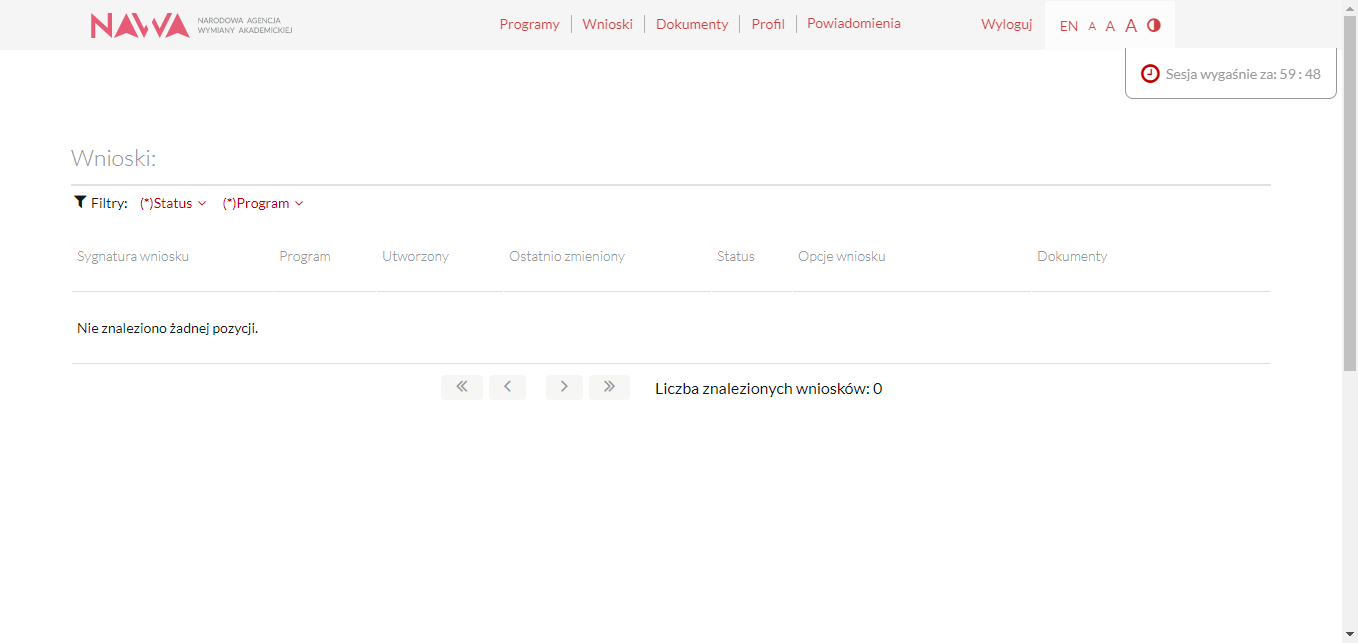 NAWA NARODOWA AGENCJA
WYMIANY AKADEMICKIEJ
Programy Wnioski Dokumenty Profil Powiadomienia Wyloguj EN A A A
Sesja wygaśnie za: 59 : 48
Wnioski:
Filtry: (*)Status (*)Program
Sygnatura wniosku Program Utworzony Ostatnio zmieniony Status Opcje wniosku Dokumenty
Nie znaleziono żadnej pozycji.
Liczba znalezionych wniosków: 0